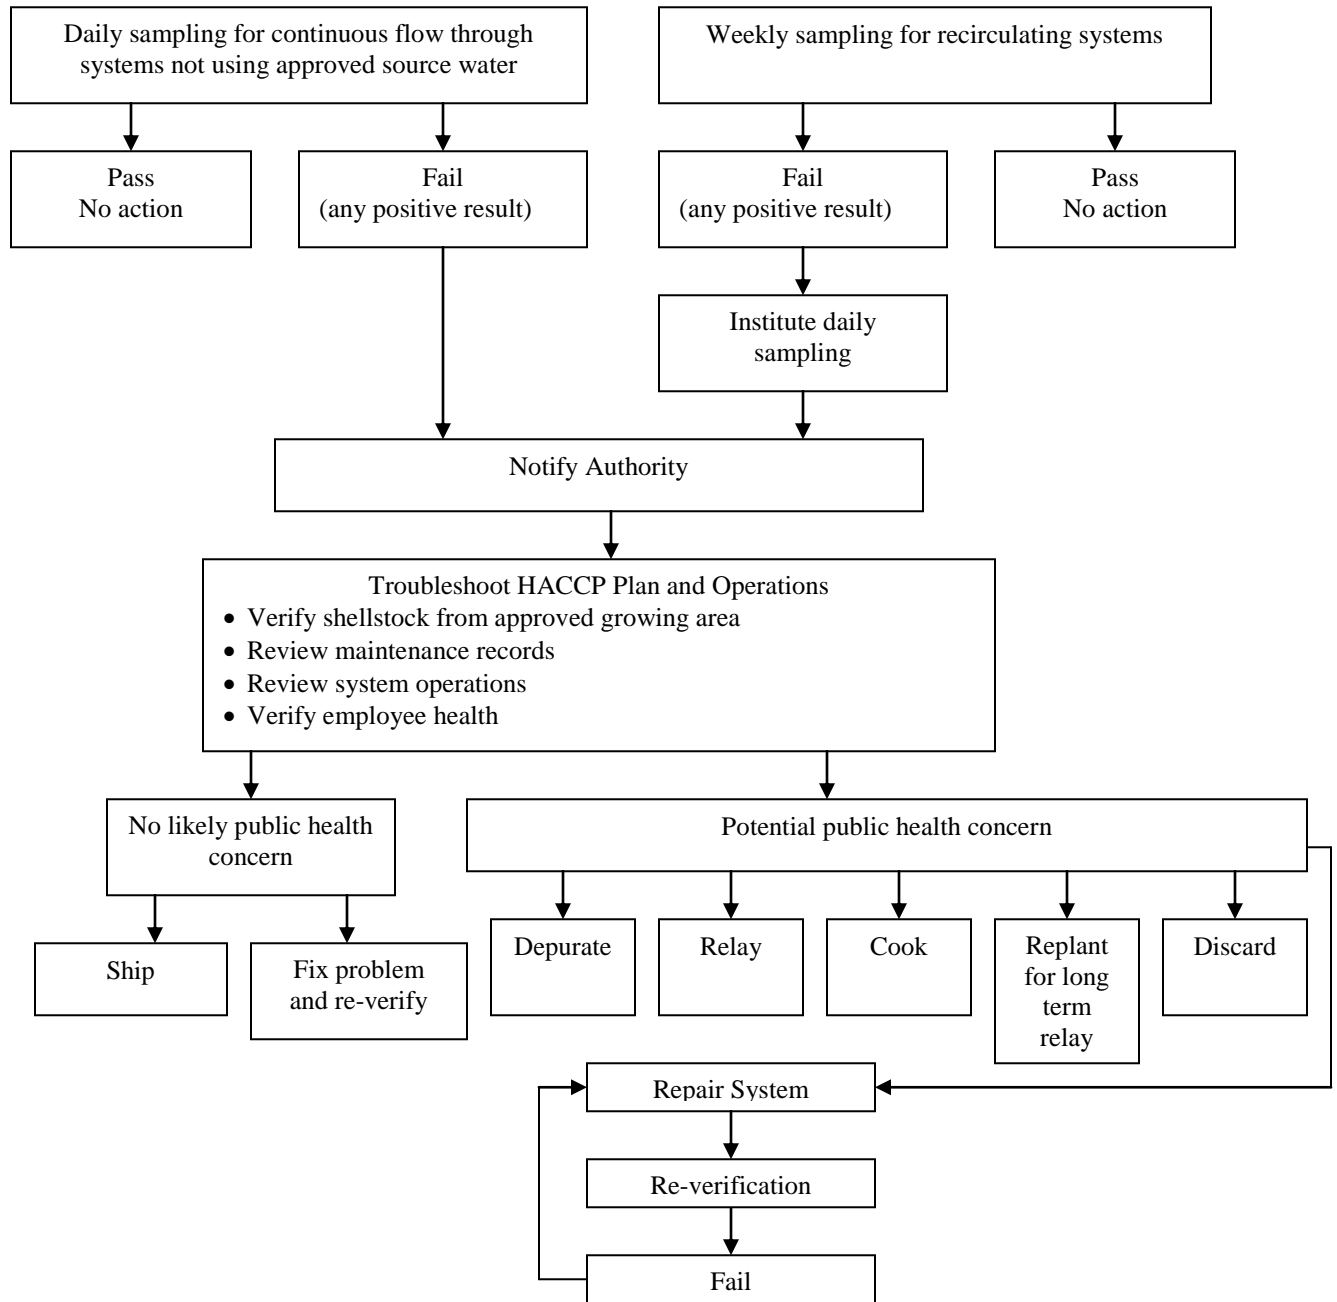 Daily sampling for continuous flow through
systems not using approved source water
Weekly sampling for recirculating systems
Pass
No action
Fail
(any positive result)
Fail
(any positive result)
Pass
No action
Institute daily
sampling
Notify Authority
Troubleshoot HACCP Plan and Operations
• Verify shellstock from approved growing area
• Review maintenance records
• Review system operations
• Verify employee health
No likely public health
concern
Potential public health concern
Ship
Fix problem
and re-verify
Depurate
Relay
Cook
Replant
for long
term
relay
Discard
Repair System
Re-verification
Fail